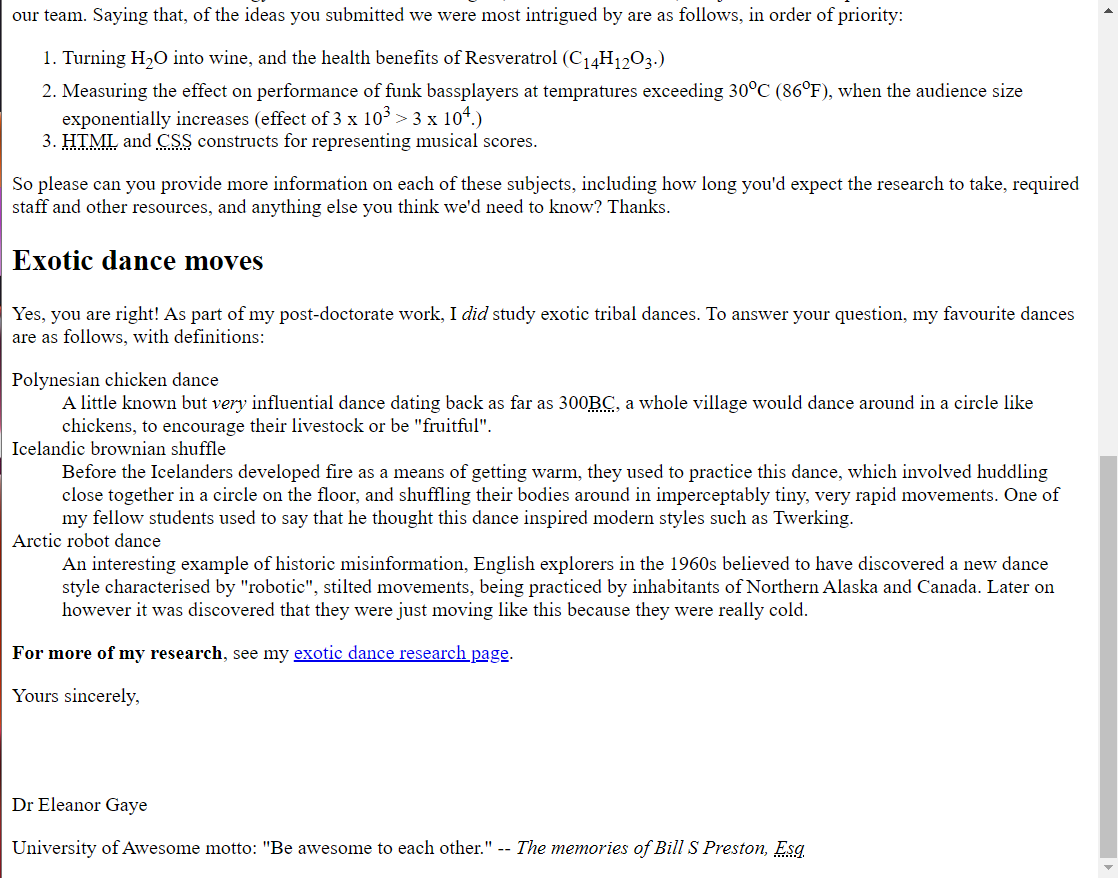 our team. Saying that, of the ideas you submitted we were most intrigued by are as follows, in order of priority:
1. Turning H₂O into wine, and the health benefits of Resveratrol (C₁₄H₁₂O₃.)
2. Measuring the effect on performance of funk bassplayers at tempratures exceeding 30⁰C (86⁰F), when the audience size
exponentially increases (effect of 3 x 10³ > 3 x 10⁴.)
3. HTML and CSS constructs for representing musical scores.
So please can you provide more information on each of these subjects, including how long you'd expect the research to take, required
staff and other resources, and anything else you think we'd need to know? Thanks.
Exotic dance moves
Yes, you are right! As part of my post-doctorate work, I did study exotic tribal dances. To answer your question, my favourite dances
are as follows, with definitions:
Polynesian chicken dance
A little known but very influential dance dating back as far as 300BC, a whole village would dance around in a circle like
chickens, to encourage their livestock or be "fruitful".
Icelandic brownian shuffle
Before the Icelanders developed fire as a means of getting warm, they used to practice this dance, which involved huddling
close together in a circle on the floor, and shuffling their bodies around in imperceptably tiny, very rapid movements. One of
my fellow students used to say that he thought this dance inspired modern styles such as Twerking.
Arctic robot dance
An interesting example of historic misinformation, English explorers in the 1960s believed to have discovered a new dance
style characterised by "robotic", stilted movements, being practiced by inhabitants of Northern Alaska and Canada. Later on
however it was discovered that they were just moving like this because they were really cold.
For more of my research, see my exotic dance research page.
Yours sincerely,
Dr Eleanor Gaye
University of Awesome motto: "Be awesome to each other." -- The memories of Bill S Preston, Esq